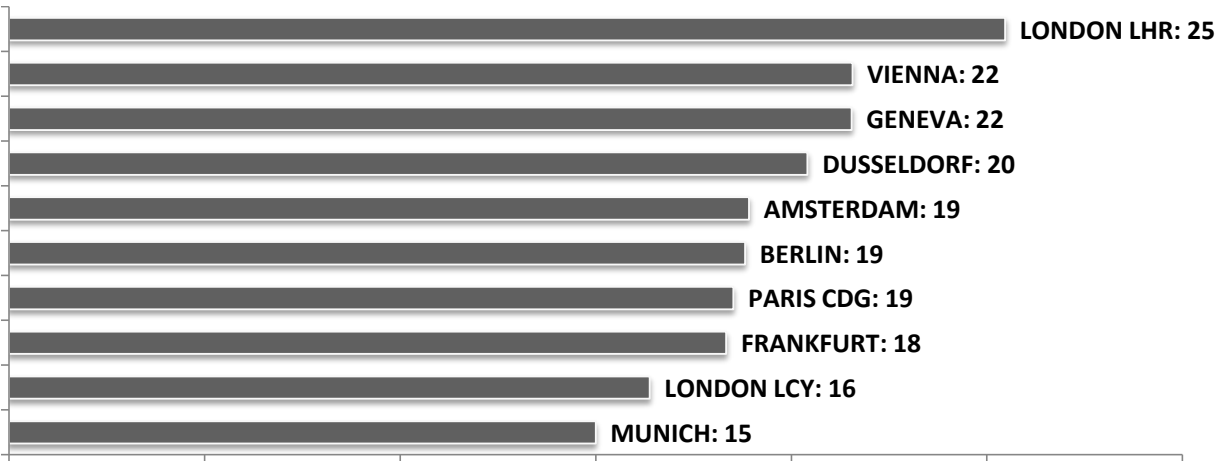 LONDON LHR: 25
VIENNA: 22
GENEVA: 22
DUSSELDORF: 20
AMSTERDAM: 19
BERLIN: 19
PARIS CDG: 19
FRANKFURT: 18
LONDON LCY: 16
MUNICH: 15